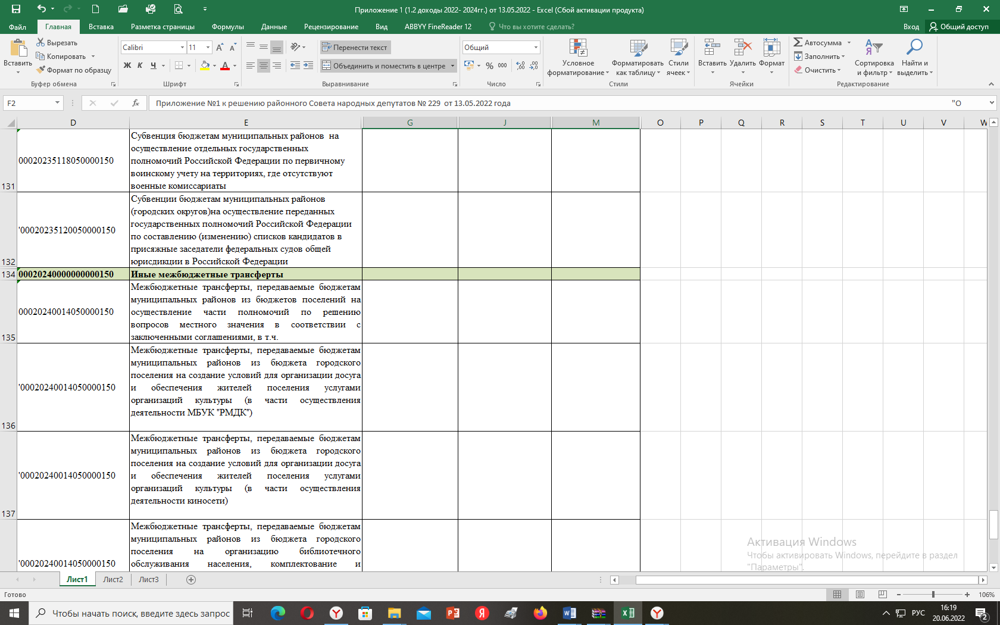 Приложение 1 (1.2 доходы 2022- 2024гг.) от 13.05.2022 - Excel (Сбой активации продукта)
Файл Главная Вставка Разметка страницы Формулы Данные Рецензирование Вид ABBYY FineReader 12 Что вы хотите сделать? Вход Общий доступ
Вставить
Вырезать
Копировать
Формат по образцу
Буфер обмена
Calibri 11
Ж К Ч
Шрифт
Перенести текст
Объединить и поместить в центре
Выравнивание
Общий
% 000
Число
Условное форматирование
Форматировать как таблицу
Стили ячеек
Стили
Вставить Удалить Формат
Ячейки
Автосумма
Заполнить
Очистить
Сортировка и фильтр
Найти и выделить
Редактирование
F2 fx Приложение №1 к решению районного Совета народных депутатов № 229 от 13.05.2022 года "О
D E G J M O P Q R S T U V W
131 00020235118050000150
Субвенция бюджетам муниципальных районов на
осуществление отдельных государственных
полномочий Российской Федерации по первичному
воинскому учету на территориях, где отсутствуют
военные комиссариаты
132 '00020235120050000150
Субвенции бюджетам муниципальных районов
(городских округов)на осуществление переданных
государственных полномочий Российской Федерации
по составлению (изменению) списков кандидатов в
присяжные заседатели федеральных судов общей
юрисдикции в Российской Федерации
134 00020240000000000150 Иные межбюджетные трансферты
135 00020240014050000150
Межбюджетные трансферты, передаваемые бюджетам
муниципальных районов из бюджетов поселений на
осуществление части полномочий по решению
вопросов местного значения в соответствии с
заключенными соглашениями, в т.ч.
136 '00020240014050000150
Межбюджетные трансферты, передаваемые бюджетам
муниципальных районов из бюджета городского
поселения на создание условий для организации досуга
и обеспечения жителей поселения услугами
организаций культуры (в части осуществления
деятельности МБУК "РМДК")
137 '00020240014050000150
Межбюджетные трансферты, передаваемые бюджетам
муниципальных районов из бюджета городского
поселения на создание условий для организации досуга
и обеспечения жителей поселения услугами
организаций культуры (в части осуществления
деятельности киносети)
'00020240014050000150
Межбюджетные трансферты, передаваемые бюджетам
муниципальных районов из бюджета городского
поселения на организацию библиотечного
обслуживания населения, комплектование и
Активация Windows
Чтобы активировать Windows, перейдите в раздел
"Параметры".
Лист1 Лист2 Лист3
Готово 106%
Чтобы начать поиск, введите здесь запрос
РУС 16:19
20.06.2022
2